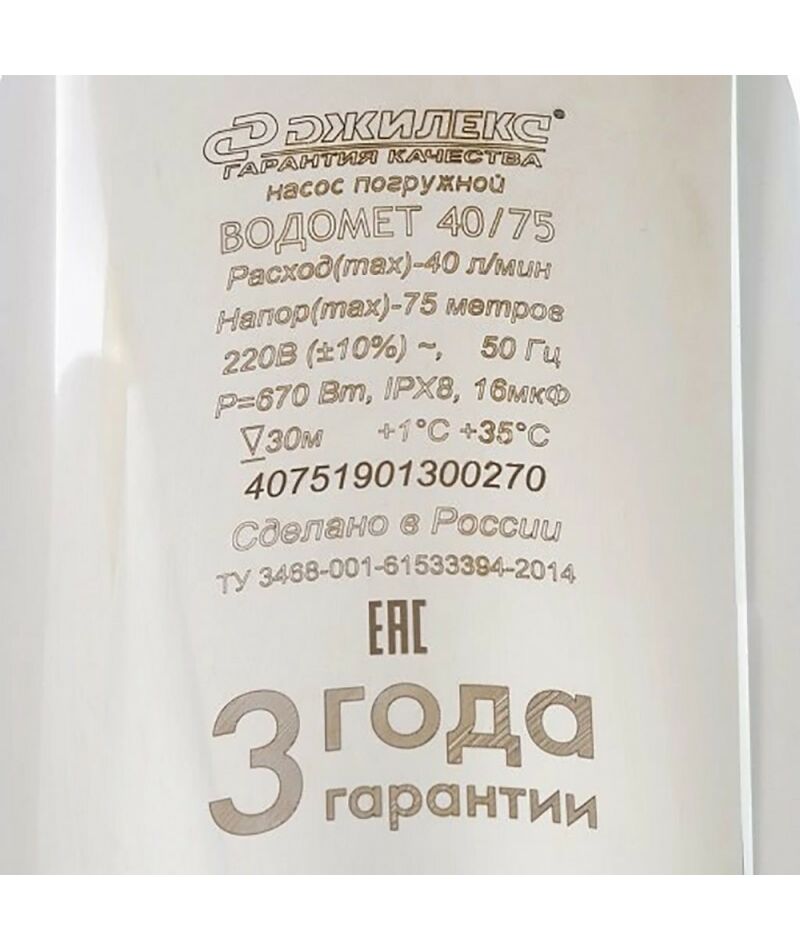 ДЖИЛЕКС®
ГАРАНТИЯ КАЧЕСТВА
насос погружной
ВОДОМЕТ 40/75
Расход(max)-40 л/мин
Напор(max)-75 метров
220В (±10%) ~, 50 Гц
P=670 Вт, IPX8, 16мкФ
▽30м +1°C +35°C
40751901300270
Сделано в России
ТУ 3468-001-61533394-2014
EAC
3 года
гарантии